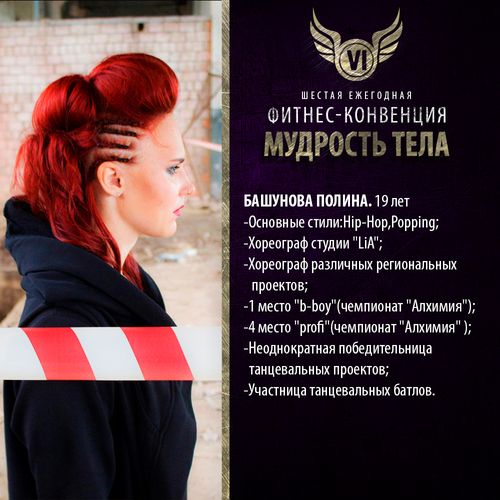 VI
ШЕСТАЯ ЕЖЕГОДНАЯ
ФИТНЕС-КОНВЕНЦИЯ
МУДРОСТЬ ТЕЛА
БАШУНОВА ПОЛИНА. 19 лет
-Основные стили:Hip-Hop,Popping;
-Хореограф студии "LiA";
-Хореограф различных региональных
проектов;
-1 место "b-boy"(чемпионат "Алхимия");
-4 место "profi"(чемпионат "Алхимия" );
-Неоднократная победительница
танцевальных проектов;
-Участница танцевальных батлов.